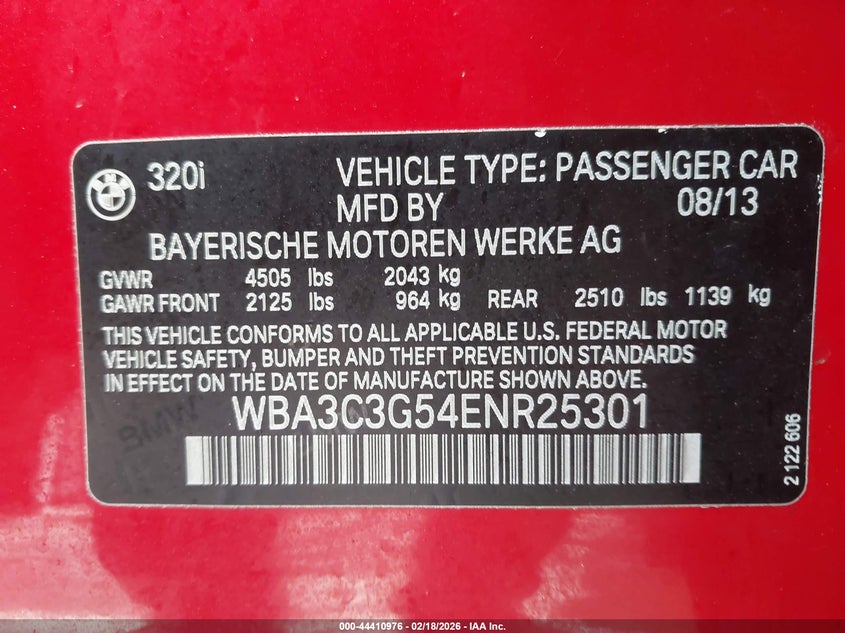 320i VEHICLE TYPE: PASSENGER CAR
MFD BY 08/13
BAYERISCHE MOTOREN WERKE AG
GVWR 4505 lbs 2043 kg
GAWR FRONT 2125 lbs 964 kg REAR 2510 lbs 1139 kg
THIS VEHICLE CONFORMS TO ALL APPLICABLE U.S. FEDERAL MOTOR
VEHICLE SAFETY, BUMPER AND THEFT PREVENTION STANDARDS
IN EFFECT ON THE DATE OF MANUFACTURE SHOWN ABOVE.
WBA3C3G54ENR25301
BMW
2 122 606
000-44410976 - 02/18/2026 - IAA Inc.